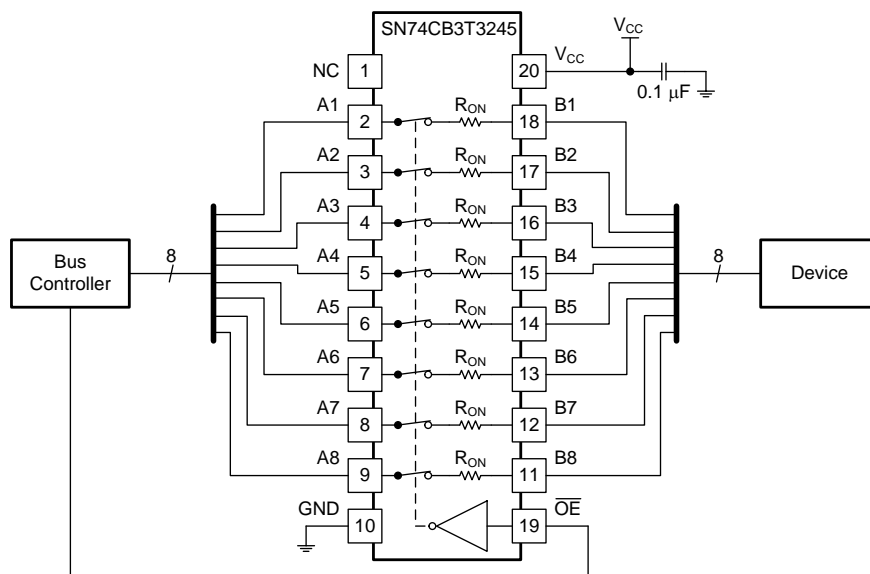 SN74CB3T3245
VCC
NC 1 20 VCC
0.1 μF
A1 2 RON 18 B1
A2 3 RON 17 B2
A3 4 RON 16 B3
A4 5 RON 15 B4
Bus
Controller
8
8
Device
A5 6 RON 14 B5
A6 7 RON 13 B6
A7 8 RON 12 B7
A8 9 RON 11 B8
GND 10 19 OE